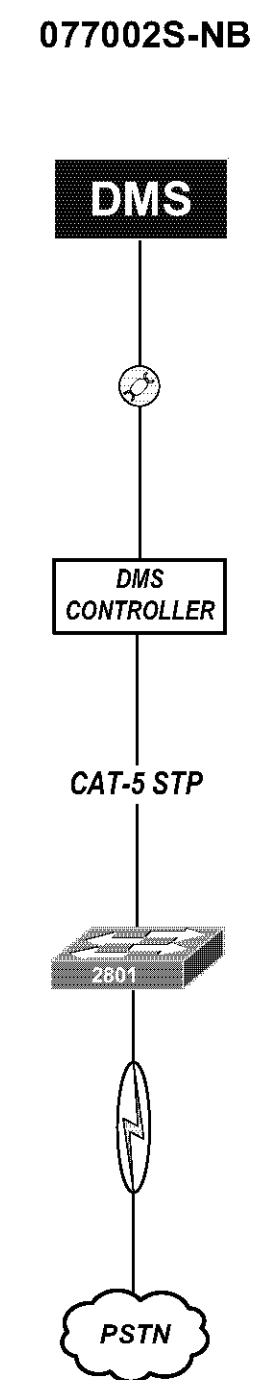 077002S-NB
DMS
DMS
CONTROLLER
CAT-5 STP
2801
PSTN